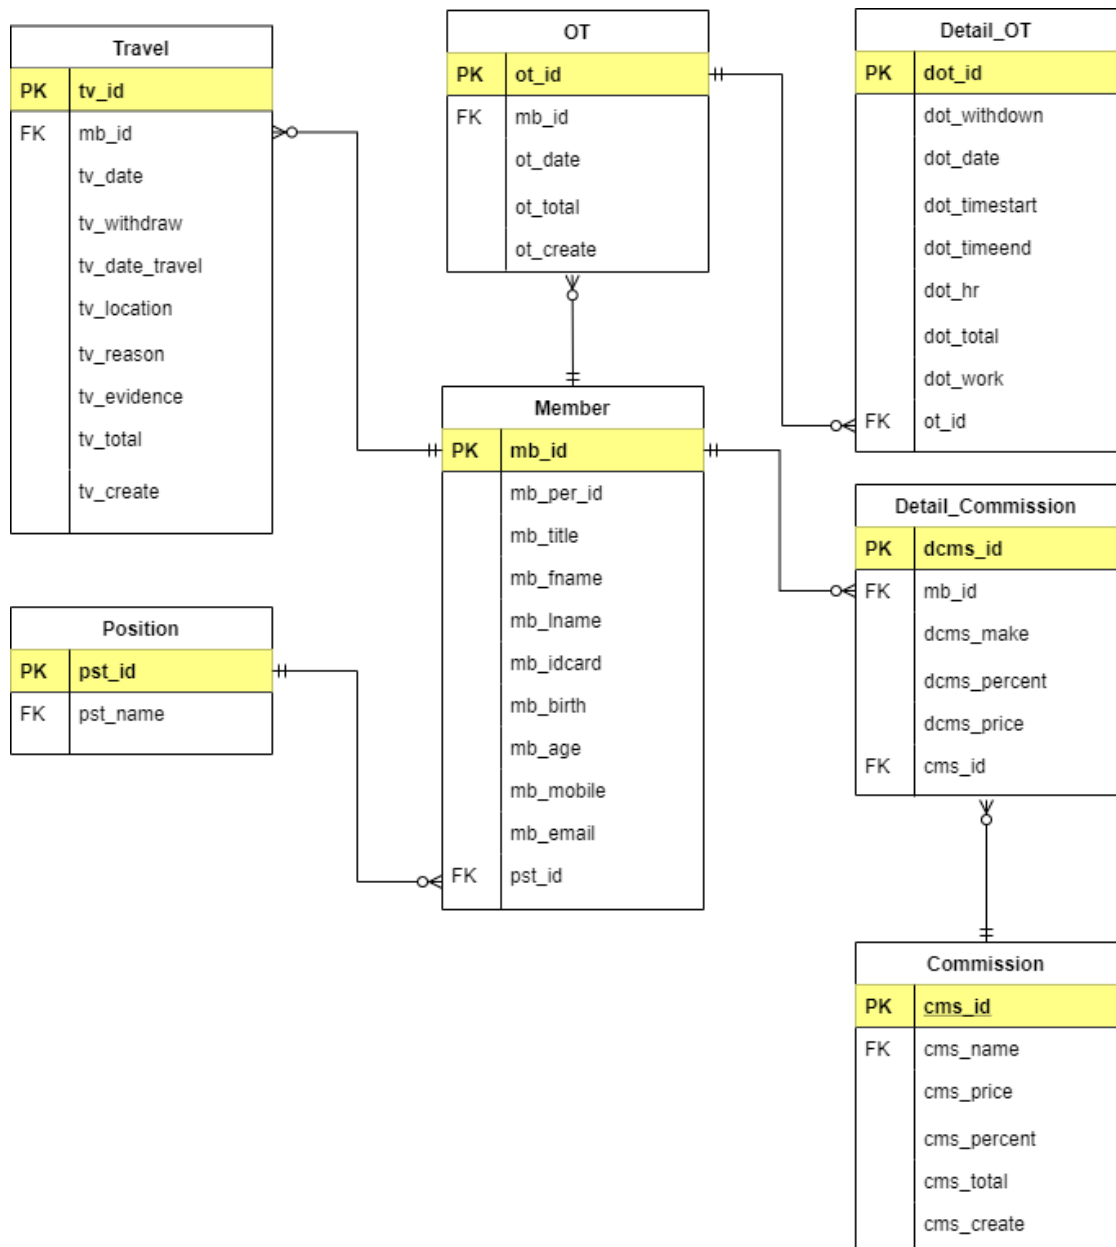 Travel
PK tv_id
FK mb_id
tv_date
tv_withdraw
tv_date_travel
tv_location
tv_reason
tv_evidence
tv_total
tv_create
OT
PK ot_id
FK mb_id
ot_date
ot_total
ot_create
Detail_OT
PK dot_id
dot_withdown
dot_date
dot_timestart
dot_timeend
dot_hr
dot_total
dot_work
FK ot_id
Member
PK mb_id
mb_per_id
mb_title
mb_fname
mb_lname
mb_idcard
mb_birth
mb_age
mb_mobile
mb_email
FK pst_id
Detail_Commission
PK dcms_id
FK mb_id
dcms_make
dcms_percent
dcms_price
FK cms_id
Position
PK pst_id
FK pst_name
Commission
PK cms_id
FK cms_name
cms_price
cms_percent
cms_total
cms_create